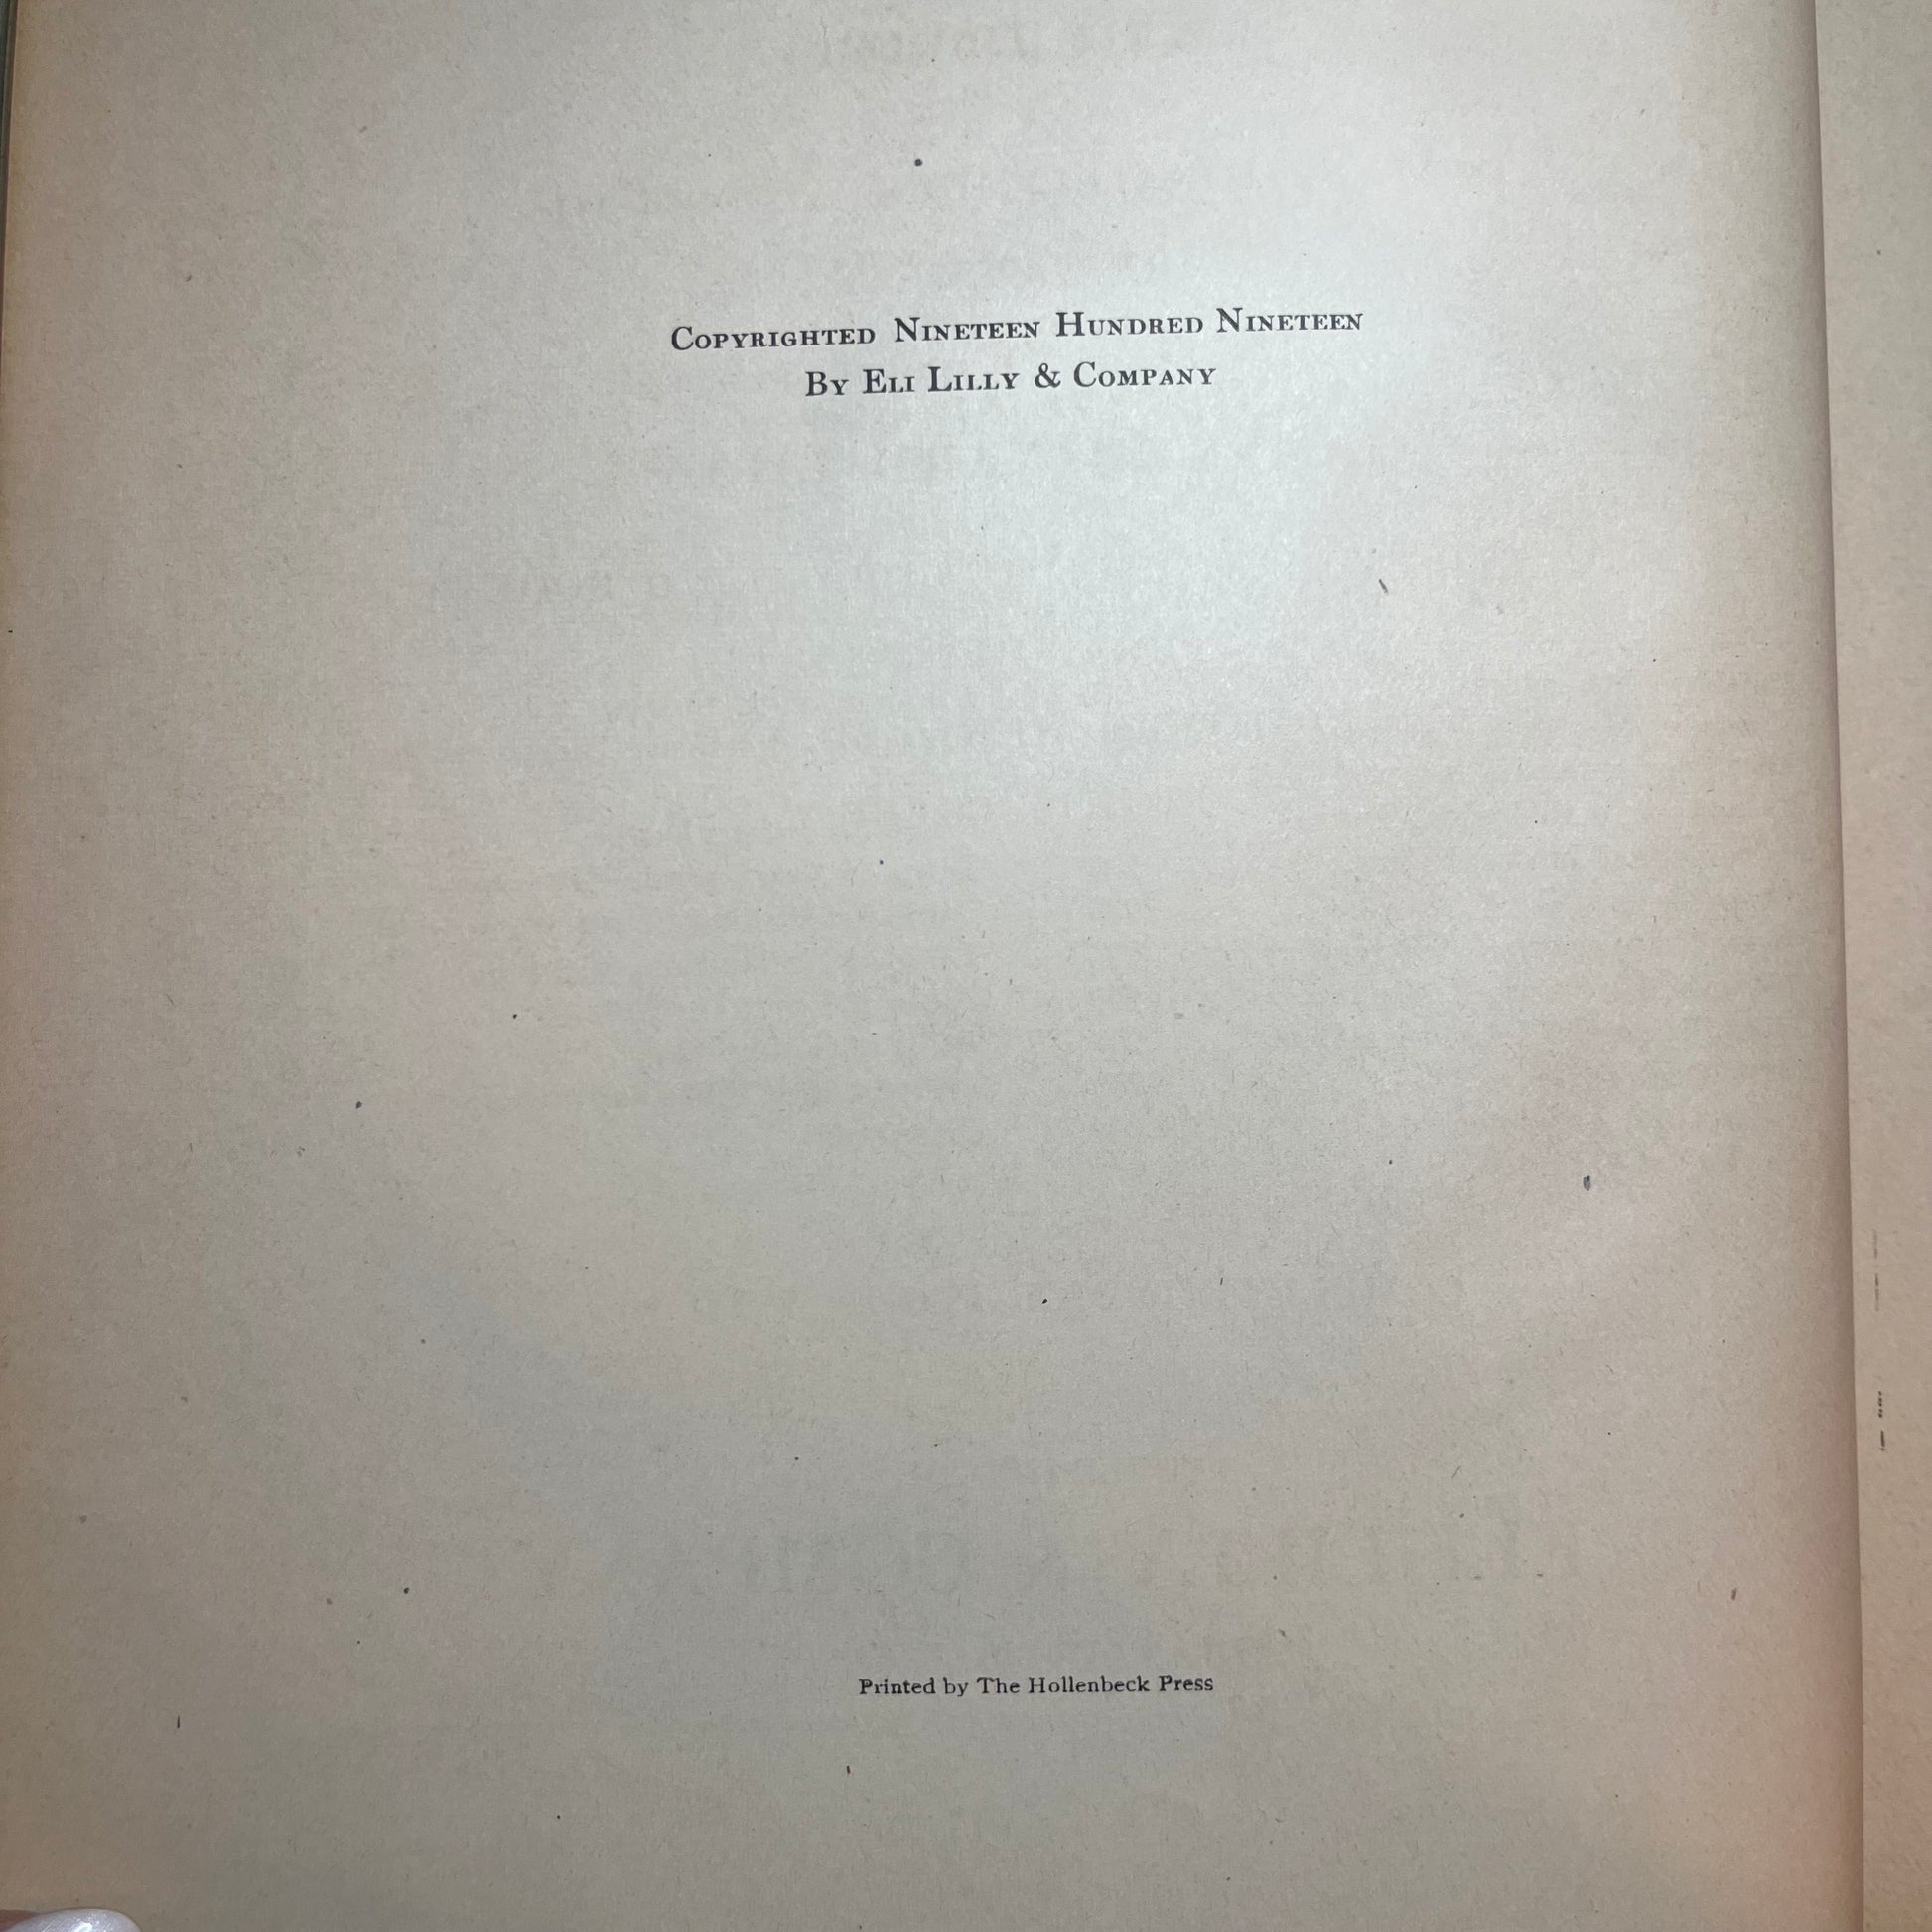 Copyrighted Nineteen Hundred Nineteen
By Eli Lilly & Company
Printed by The Hollenbeck Press